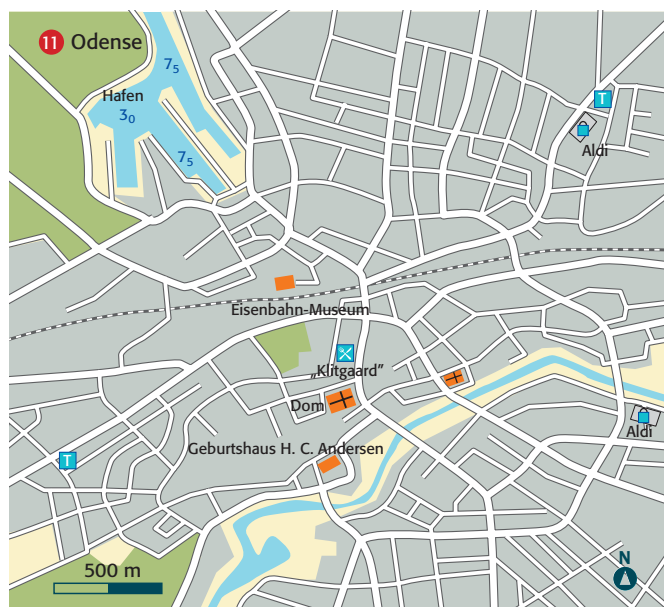 11 Odense
7₅
Hafen
3₀
7₅
T
Aldi
Eisenbahn-Museum
„Klitgaard”
Dom
Aldi
Geburtshaus H. C. Andersen
T
500 m
N